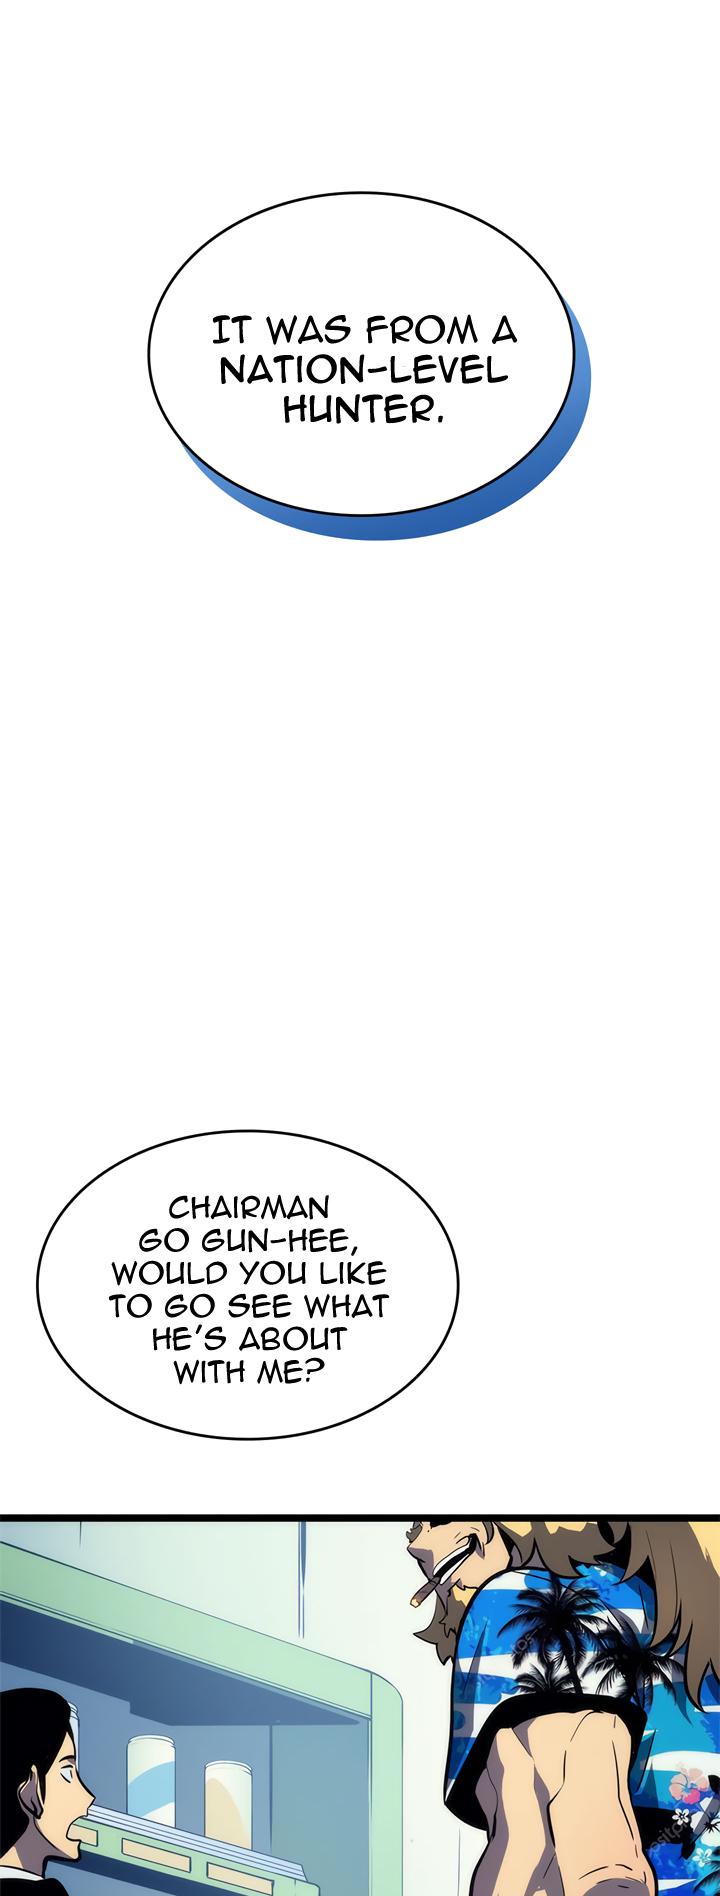 IT WAS FROM A
NATION-LEVEL
HUNTER.
CHAIRMAN
GO GUN-HEE,
WOULD YOU LIKE
TO GO SEE WHAT
HE'S ABOUT
WITH ME?